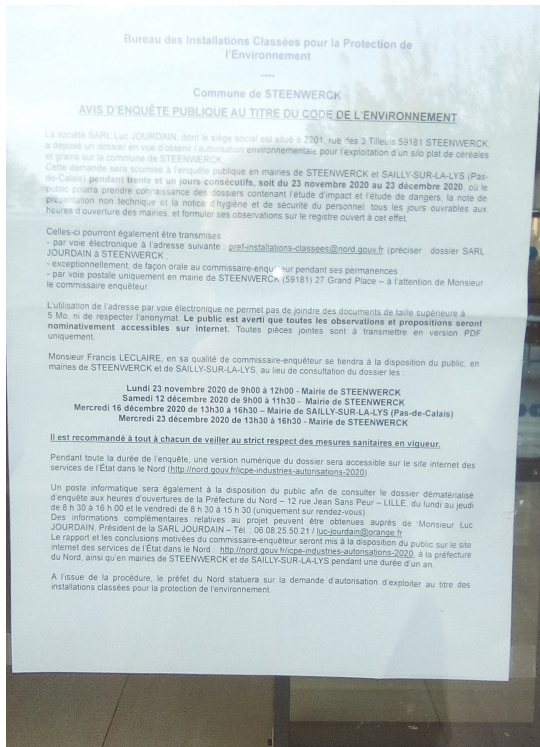 Bureau des Installations Classées pour la Protection de
l'Environnement
----
Commune de STEENWERCK
AVIS D'ENQUÊTE PUBLIQUE AU TITRE DU CODE DE L'ENVIRONNEMENT
La société SARL Luc JOURDAIN, dont le siège social est situé à 2201, rue des 3 Tilleuls 59181 STEENWERCK,
a déposé un dossier en vue d'obtenir l'autorisation environnementale pour l'exploitation d'un silo plat de céréales
et grains sur la commune de STEENWERCK.
Cette demande sera soumise à l'enquête publique en mairies de STEENWERCK et SAILLY-SUR-LA-LYS (Pas-
de-Calais) pendant trente et un jours consécutifs, soit du 23 novembre 2020 au 23 décembre 2020, où le
public pourra prendre connaissance des dossiers contenant l'étude d'impact et l'étude de dangers, la note de
présentation non technique et la notice d'hygiène et de sécurité du personnel, tous les jours ouvrables aux
heures d'ouverture des mairies, et formuler ses observations sur le registre ouvert à cet effet.
Celles-ci pourront également être transmises
- par voie électronique à l'adresse suivante : pref-installations-classees@nord.gouv.fr (préciser : dossier SARL
JOURDAIN à STEENWERCK
- exceptionnellement, de façon orale au commissaire-enquêteur pendant ses permanences ;
- par voie postale uniquement en mairie de STEENWERCK (59181) 27 Grand Place – à l'attention de Monsieur
le commissaire enquêteur.
L'utilisation de l'adresse par voie électronique ne permet pas de joindre des documents de taille supérieure à
5 Mo, ni de respecter l'anonymat. Le public est averti que toutes les observations et propositions seront
nominativement accessibles sur internet. Toutes pièces jointes sont à transmettre en version PDF
uniquement.
Monsieur Francis LECLAIRE, en sa qualité de commissaire-enquêteur se tiendra à la disposition du public, en
mairies de STEENWERCK et de SAILLY-SUR-LA-LYS, au lieu de consultation du dossier les :
Lundi 23 novembre 2020 de 9h00 à 12h00 - Mairie de STEENWERCK
Samedi 12 décembre 2020 de 9h00 à 11h30 - Mairie de STEENWERCK
Mercredi 16 décembre 2020 de 13h30 à 16h30 – Mairie de SAILLY-SUR-LA-LYS (Pas-de-Calais)
Mercredi 23 décembre 2020 de 13h30 à 16h30 - Mairie de STEENWERCK
Il est recommandé à tout à chacun de veiller au strict respect des mesures sanitaires en vigueur.
Pendant toute la durée de l'enquête, une version numérique du dossier sera accessible sur le site internet des
services de l'État dans le Nord (http://nord.gouv.fr/icpe-industries-autorisations-2020).
Un poste informatique sera également à la disposition du public afin de consulter le dossier dématérialisé
d'enquête aux heures d'ouvertures de la Préfecture du Nord – 12 rue Jean Sans Peur – LILLE, du lundi au jeudi
de 8 h 30 à 16 h 00 et le vendredi de 8 h 30 à 15 h 30 (uniquement sur rendez-vous).
Des informations complémentaires relatives au projet peuvent être obtenues auprès de Monsieur Luc
JOURDAIN, Président de la SARL JOURDAIN – Tél. : 06 08 25 50 21 / luc-jourdain@orange.fr
Le rapport et les conclusions motivées du commissaire-enquêteur seront mis à la disposition du public sur le site
internet des services de l'État dans le Nord : http://nord.gouv.fr/icpe-industries-autorisations-2020, à la préfecture
du Nord, ainsi qu'en mairies de STEENWERCK et de SAILLY-SUR-LA-LYS pendant une durée d'un an.
A l'issue de la procédure, le préfet du Nord statuera sur la demande d'autorisation d'exploiter au titre des
installations classées pour la protection de l'environnement.